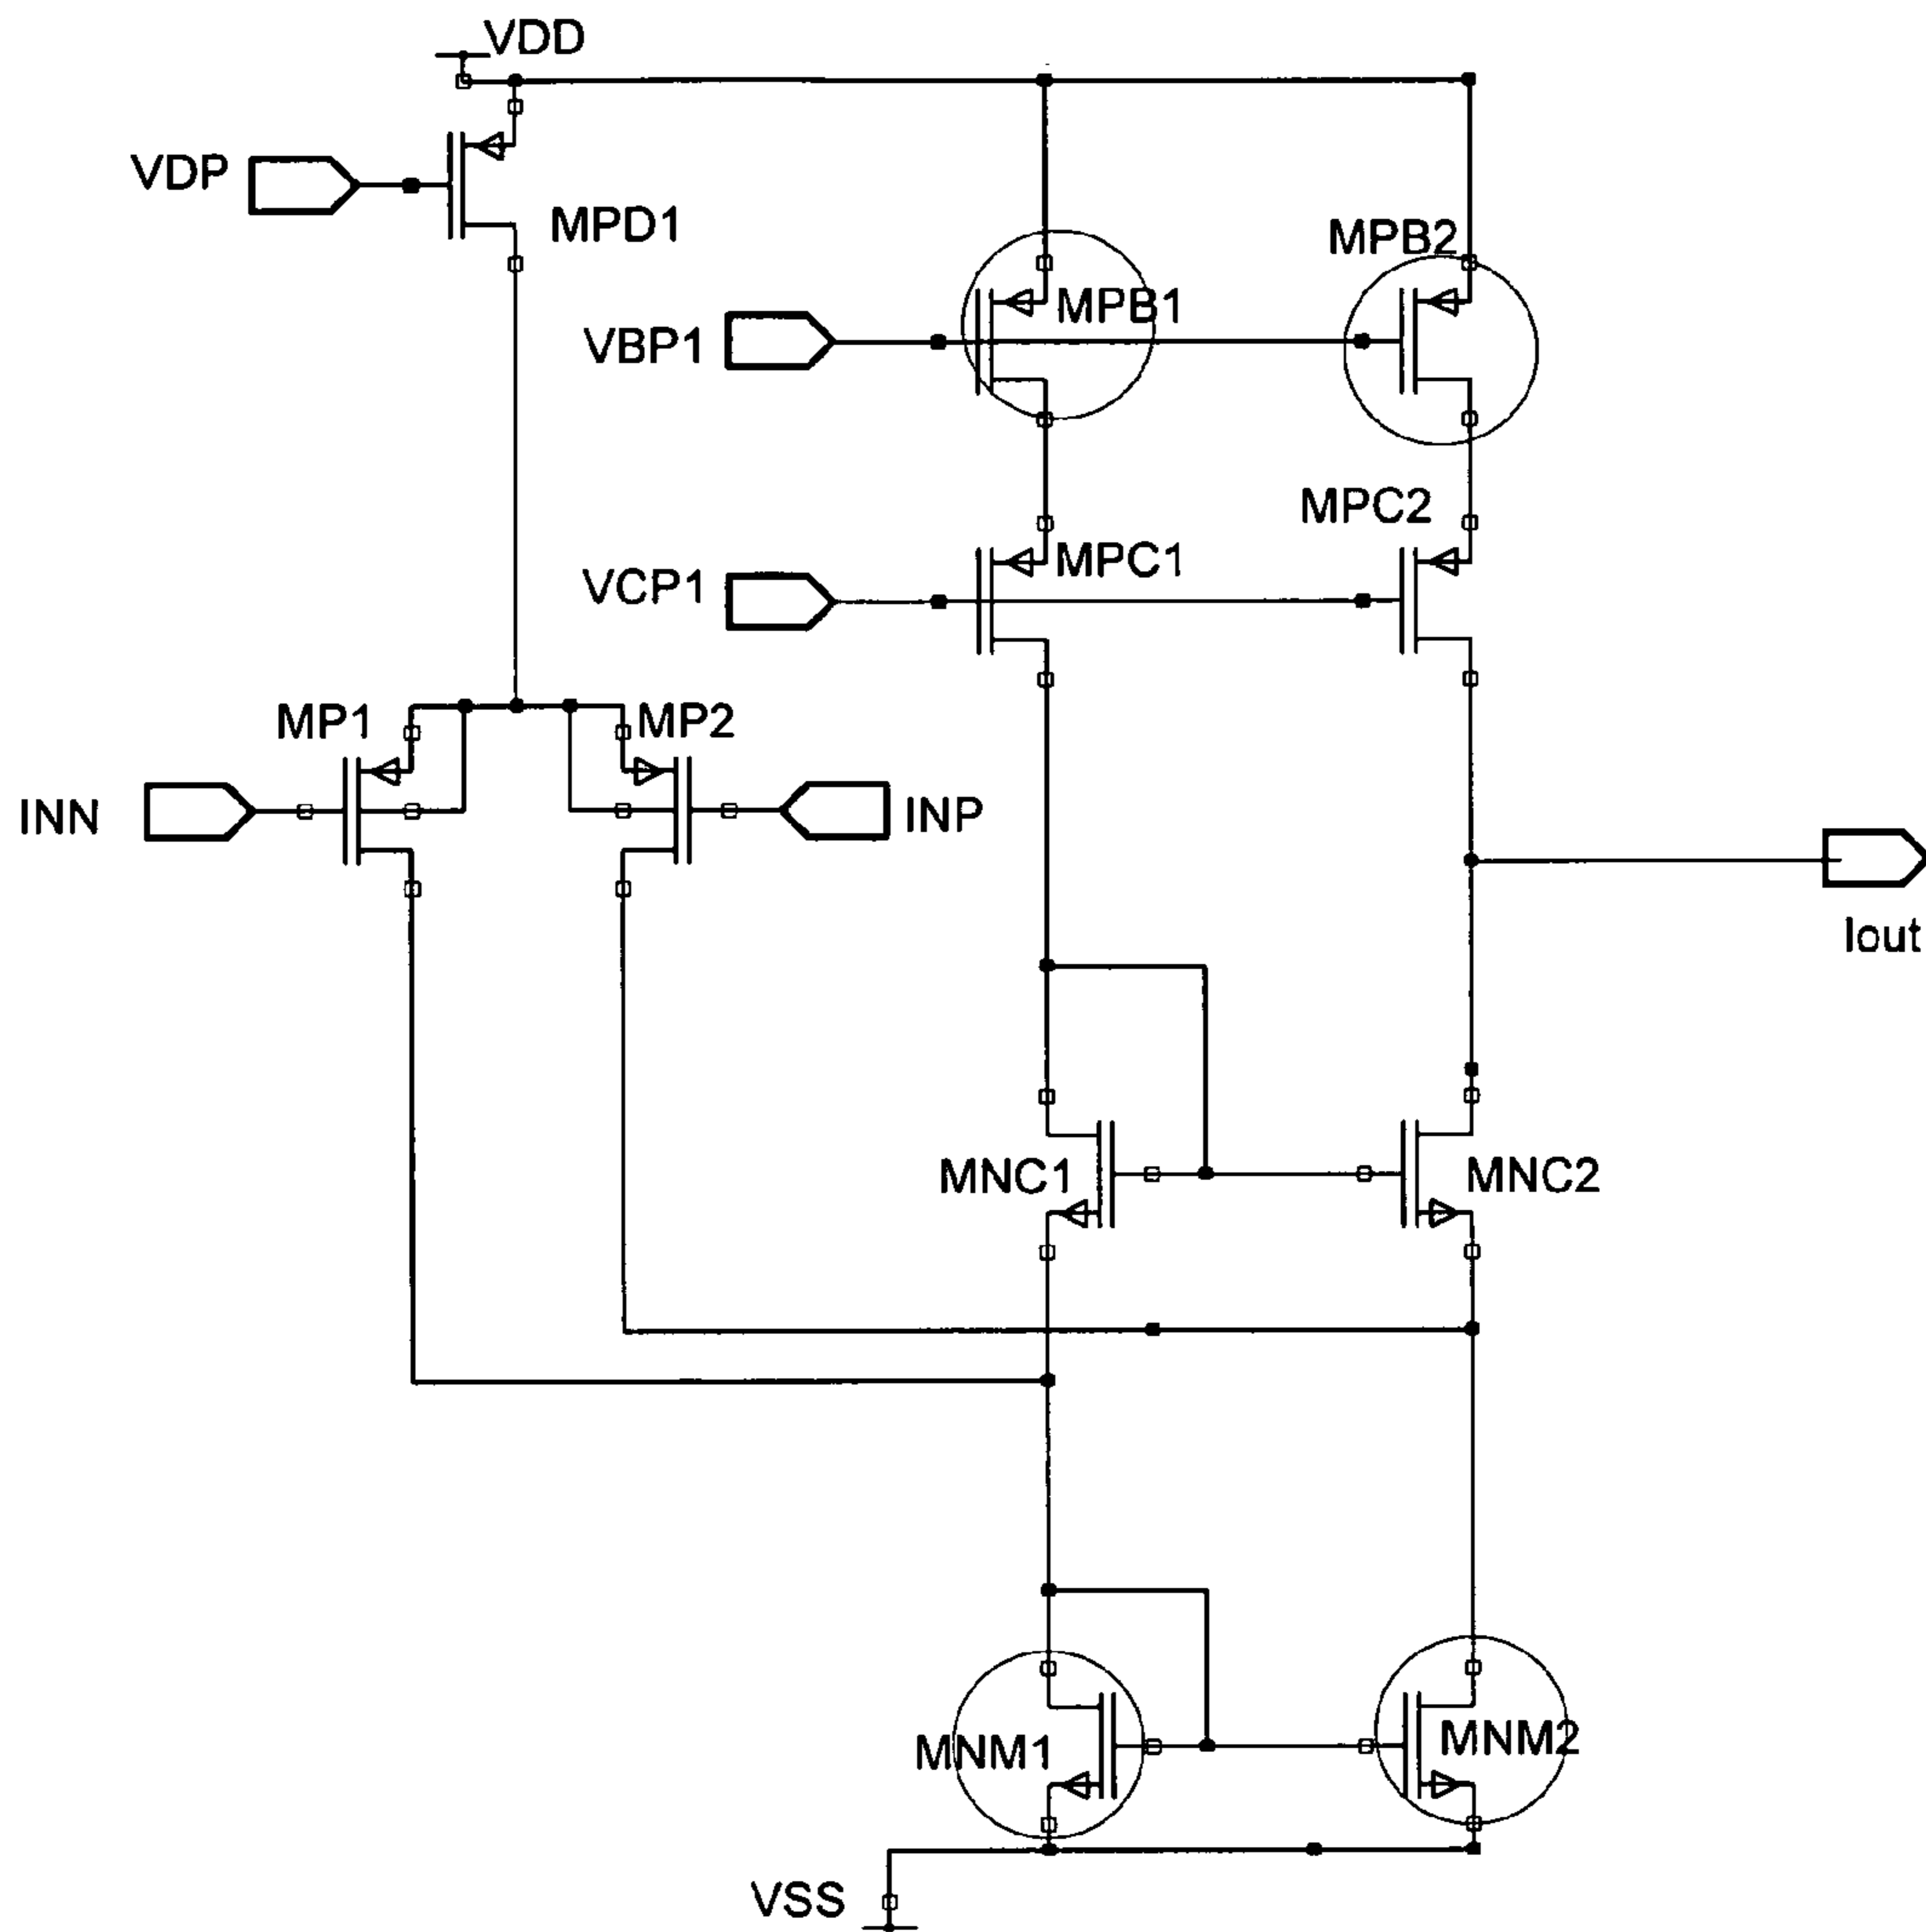 VDD
VDP
MPD1
MPB2
MPB1
VBP1
MPC2
MPC1
VCP1
MP1
MP2
INN
INP
Iout
MNC1
MNC2
MNM1
MNM2
VSS